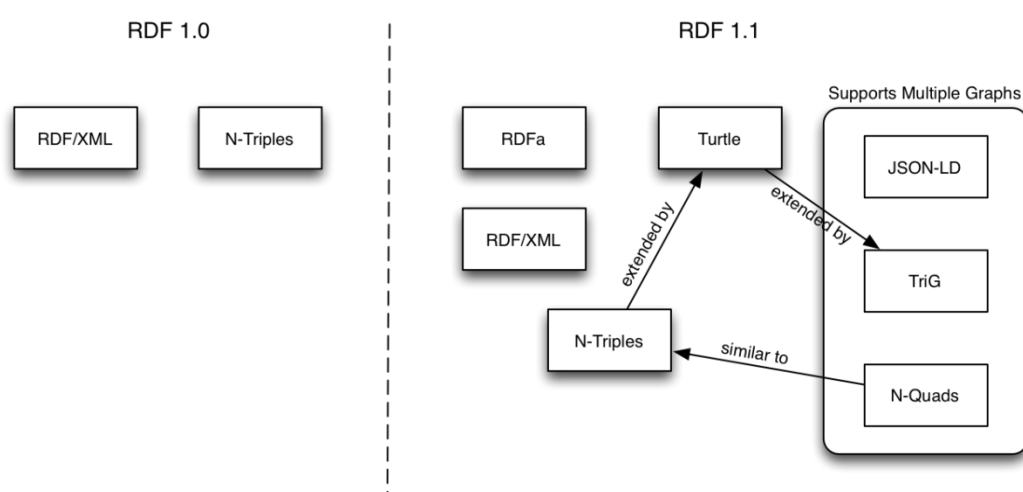 RDF 1.0
RDF 1.1
Supports Multiple Graphs
RDF/XML
N-Triples
RDFa
Turtle
JSON-LD
extended by
extended by
RDF/XML
TriG
N-Triples
similar to
N-Quads